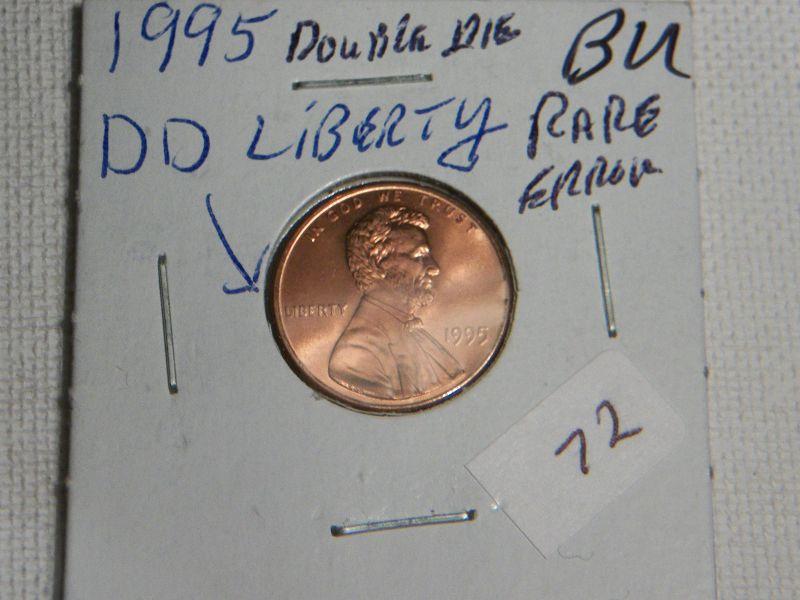 1995 DOUBLE DIE BU
DD LIBERTY RARE
ERROR
IN GOD WE TRUST
LIBERTY
1995
72